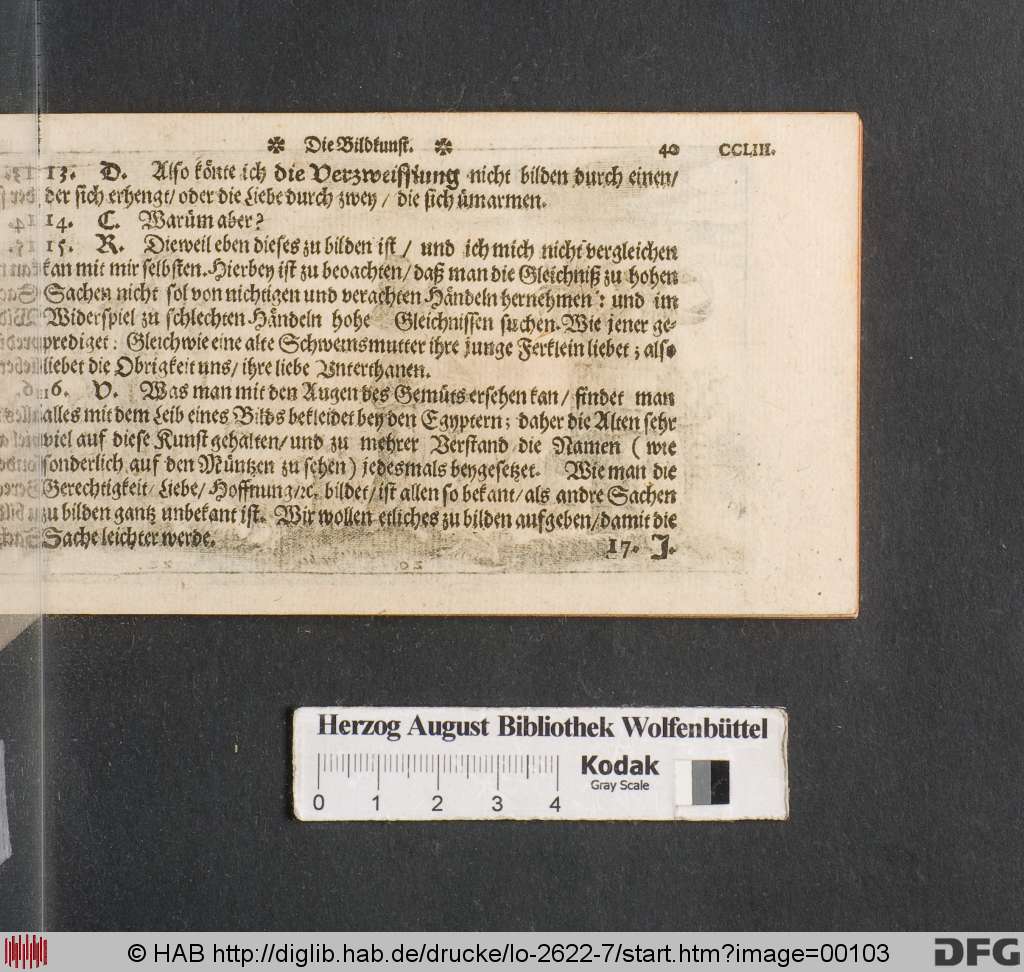 ✼ Die Bildkunst. ✼ 40 CCLIII.
13. D. Also könte ich die Verzweifflung nicht bilden durch einen/
der sich erhengt/ oder die Liebe durch zwey/ die sich ümarmen.
14. C. Warüm aber?
15. R. Dieweil eben dieses zu bilden ist/ und ich mich nicht vergleichen
kan mit mir selbsten. Hierbey ist zu beoachten/ daß man die Gleichniß zu hohen
Sachen nicht sol von nichtigen und verachten Händeln hernehmen: und im
Widerspiel zu schlechten Händeln hohe Gleichnissen suchen. Wie jener ge-
prediget: Gleichwie eine alte Schweinsmutter ihre junge Ferklein liebet; also
liebet die Obrigkeit uns/ ihre liebe Unterthanen.
16. V. Was man mit den Augen des Gemüts ersehen kan/ findet man
alles mit dem Leib eines Bilds bekleidet bey den Egyptern; daher die Alten sehr
viel auf diese Kunst gehalten/ und zu mehrer Verstand die Namen (wie
sonderlich auf den Müntzen zu sehen) jedesmals beygesetzet. Wie man die
Gerechtigkeit/ Liebe/ Hoffnung/ ꝛc. bildet/ ist allen so bekant/ als andre Sachen
zu bilden gantz unbekant ist. Wir wollen etliches zu bilden aufgeben/ damit die
Sache leichter werde.
17. J.
Herzog August Bibliothek Wolfenbüttel
Kodak
Gray Scale
0 1 2 3 4
© HAB http://diglib.hab.de/drucke/lo-2622-7/start.htm?image=00103
DFG